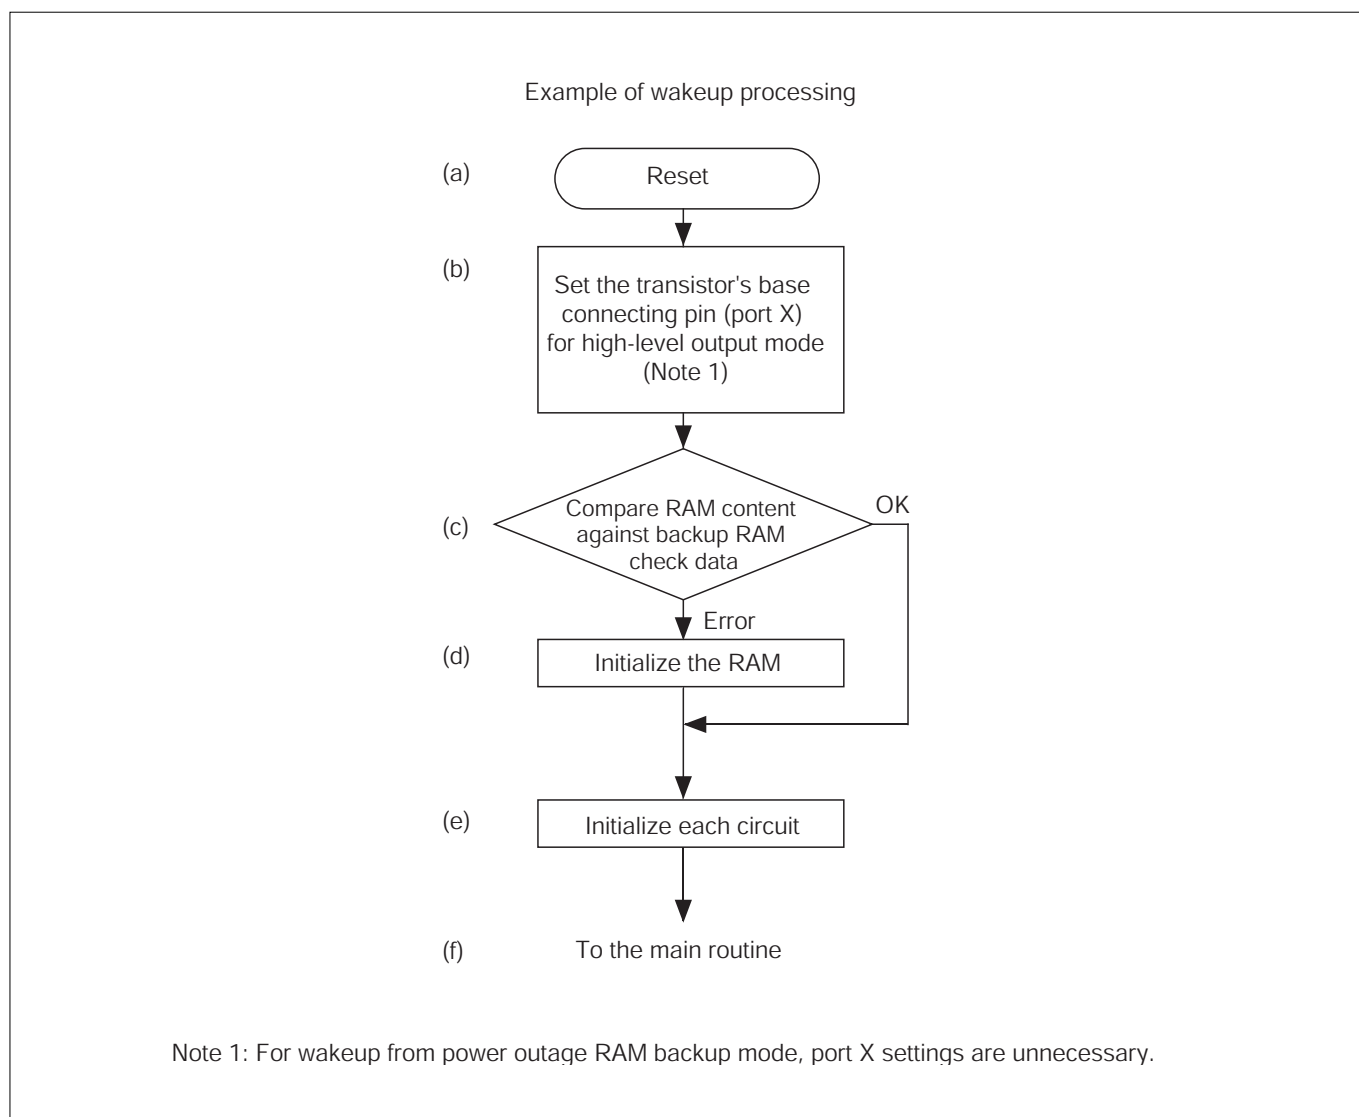 Example of wakeup processing
(a)
Reset
(b)
Set the transistor's base
connecting pin (port X)
for high-level output mode
(Note 1)
(c)
Compare RAM content
against backup RAM
check data
OK
Error
(d)
Initialize the RAM
(e)
Initialize each circuit
(f)
To the main routine
Note 1: For wakeup from power outage RAM backup mode, port X settings are unnecessary.